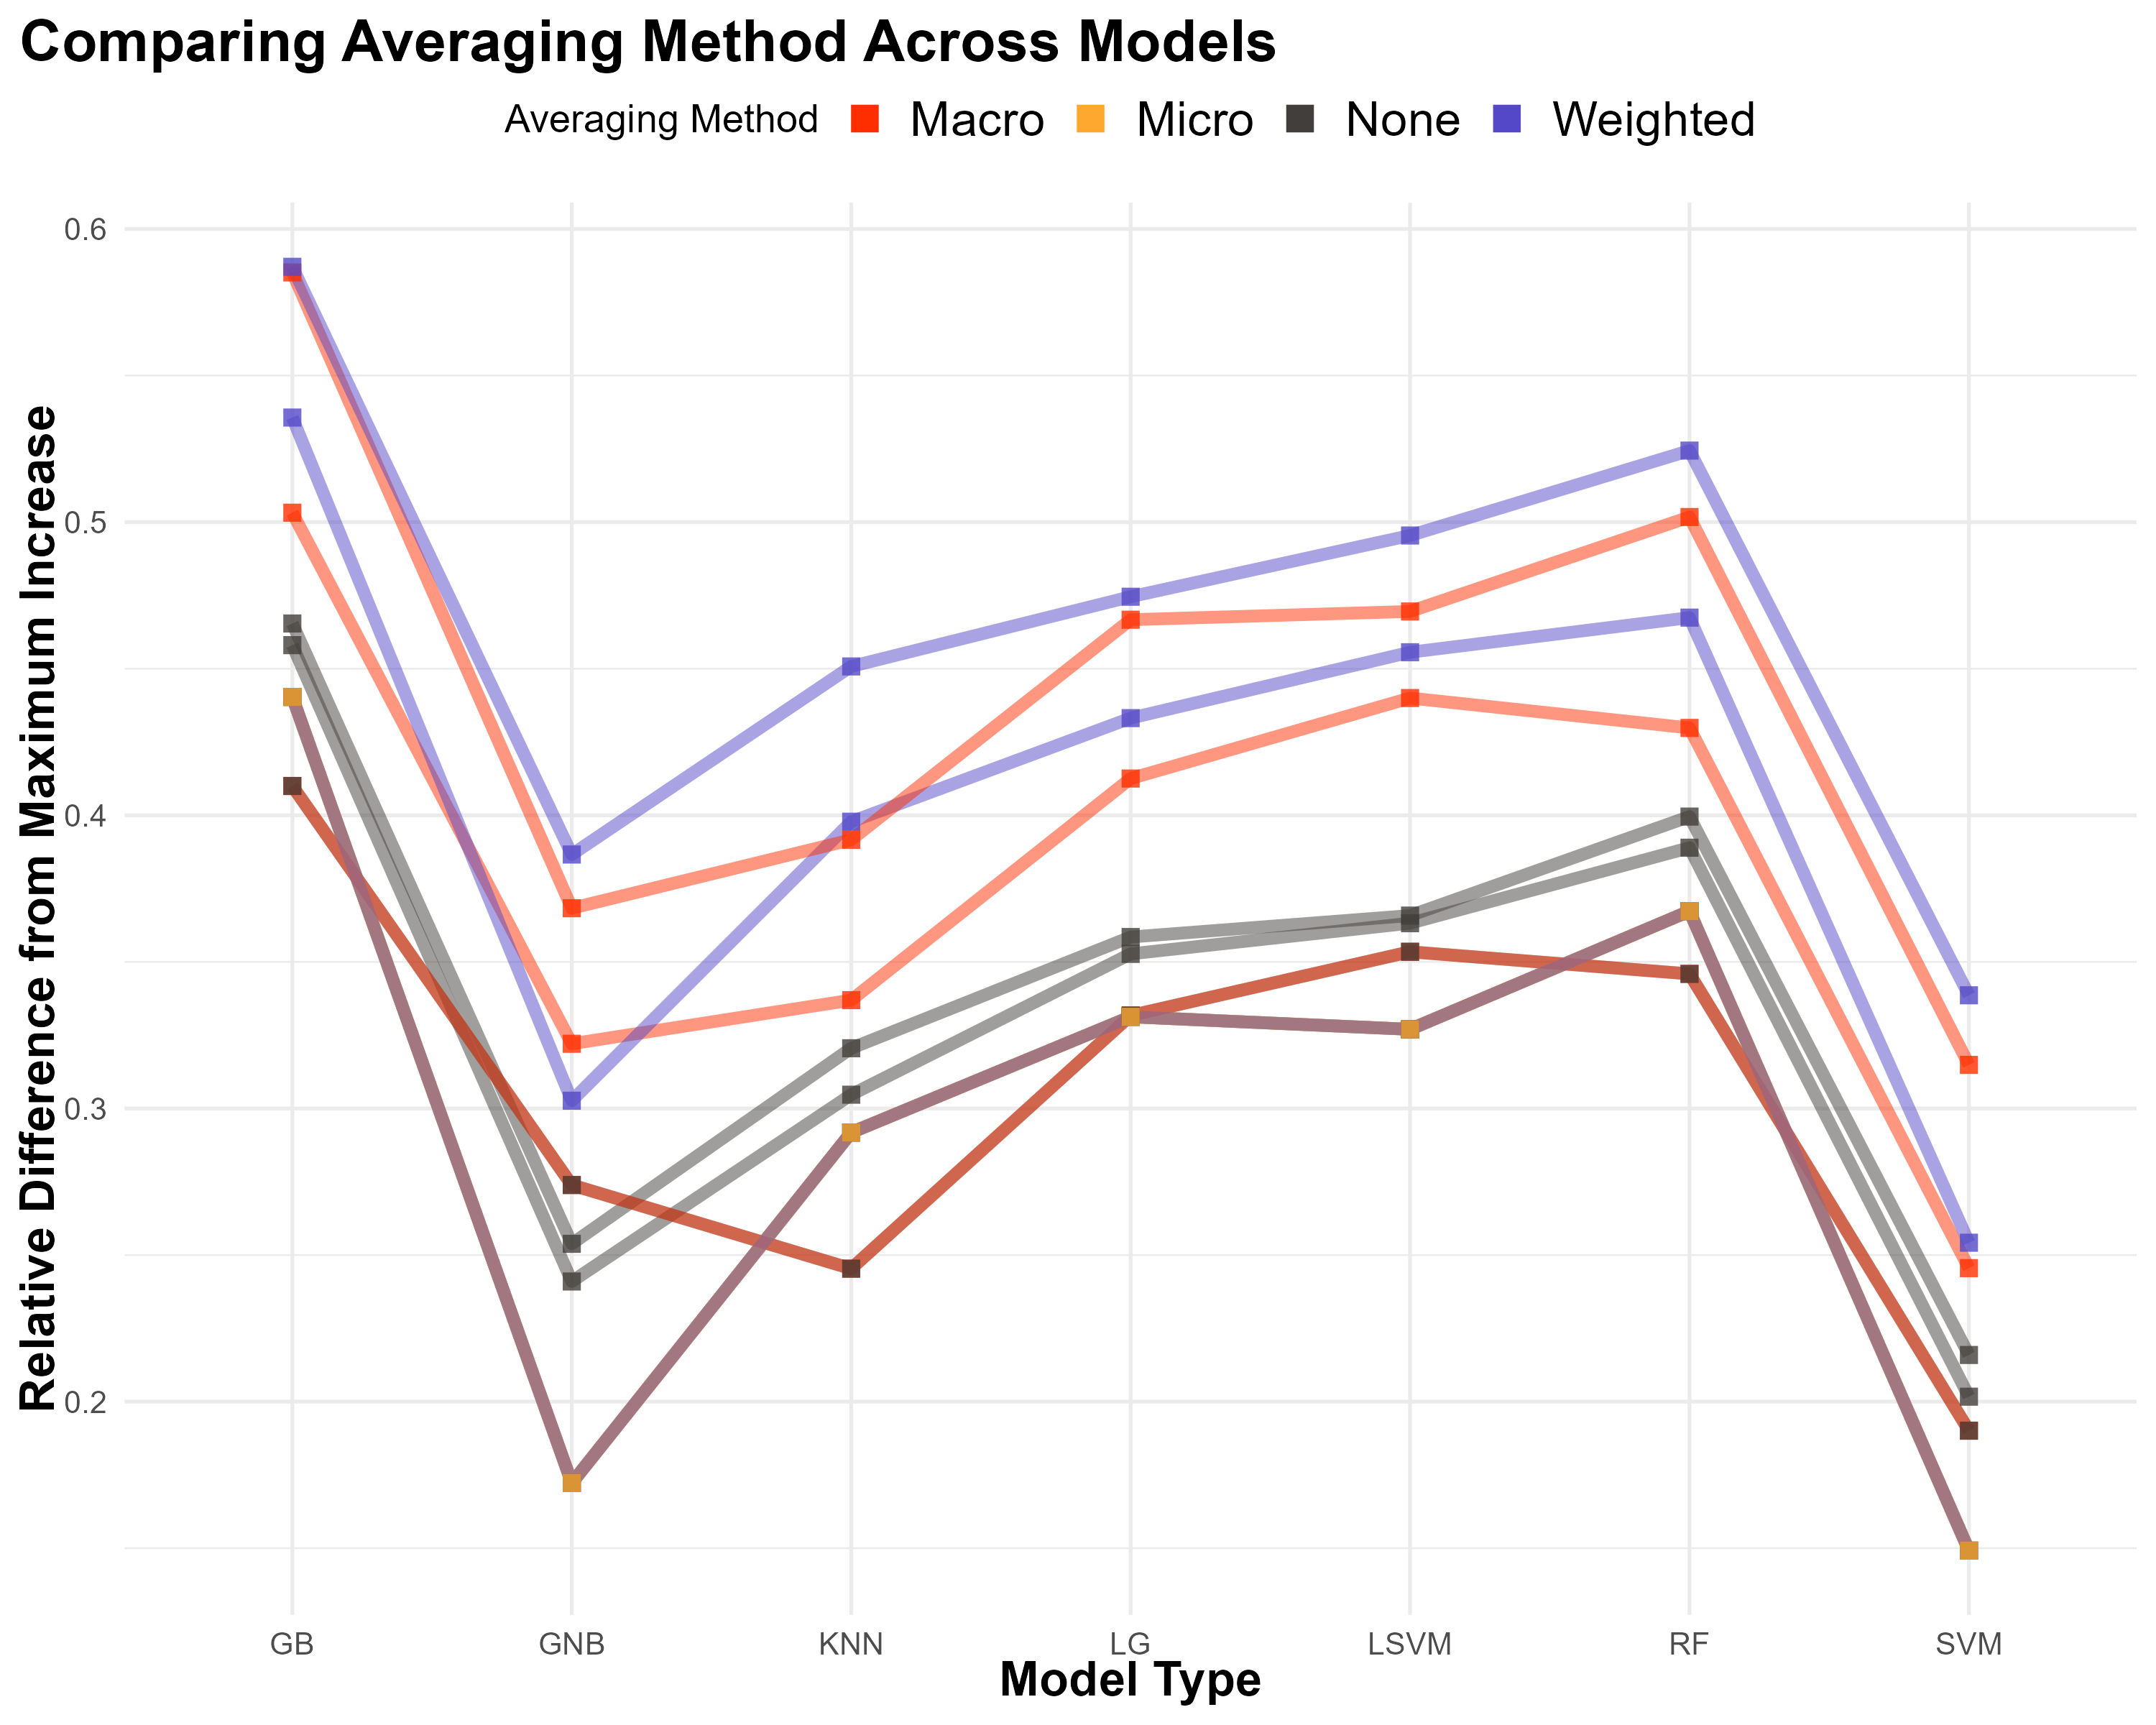 Comparing Averaging Method Across Models
Averaging Method Macro Micro None Weighted
Relative Difference from Maximum Increase
0.6
0.5
0.4
0.3
0.2
GB GNB KNN LG LSVM RF SVM
Model Type